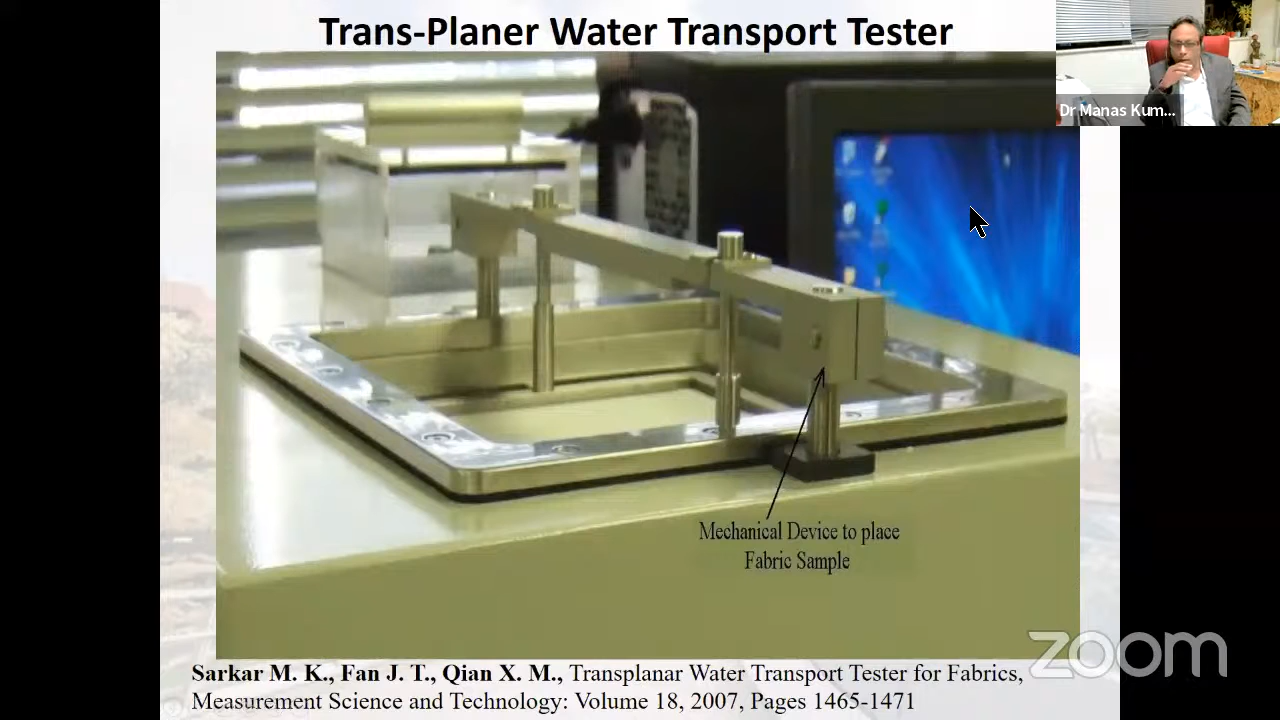 Trans-Planer Water Transport Tester
Dr Manas Kum...
Mechanical Device to place
Fabric Sample
zoom
Sarkar M. K., Fan J. T., Qian X. M., Transplanar Water Transport Tester for Fabrics,
Measurement Science and Technology: Volume 18, 2007, Pages 1465-1471